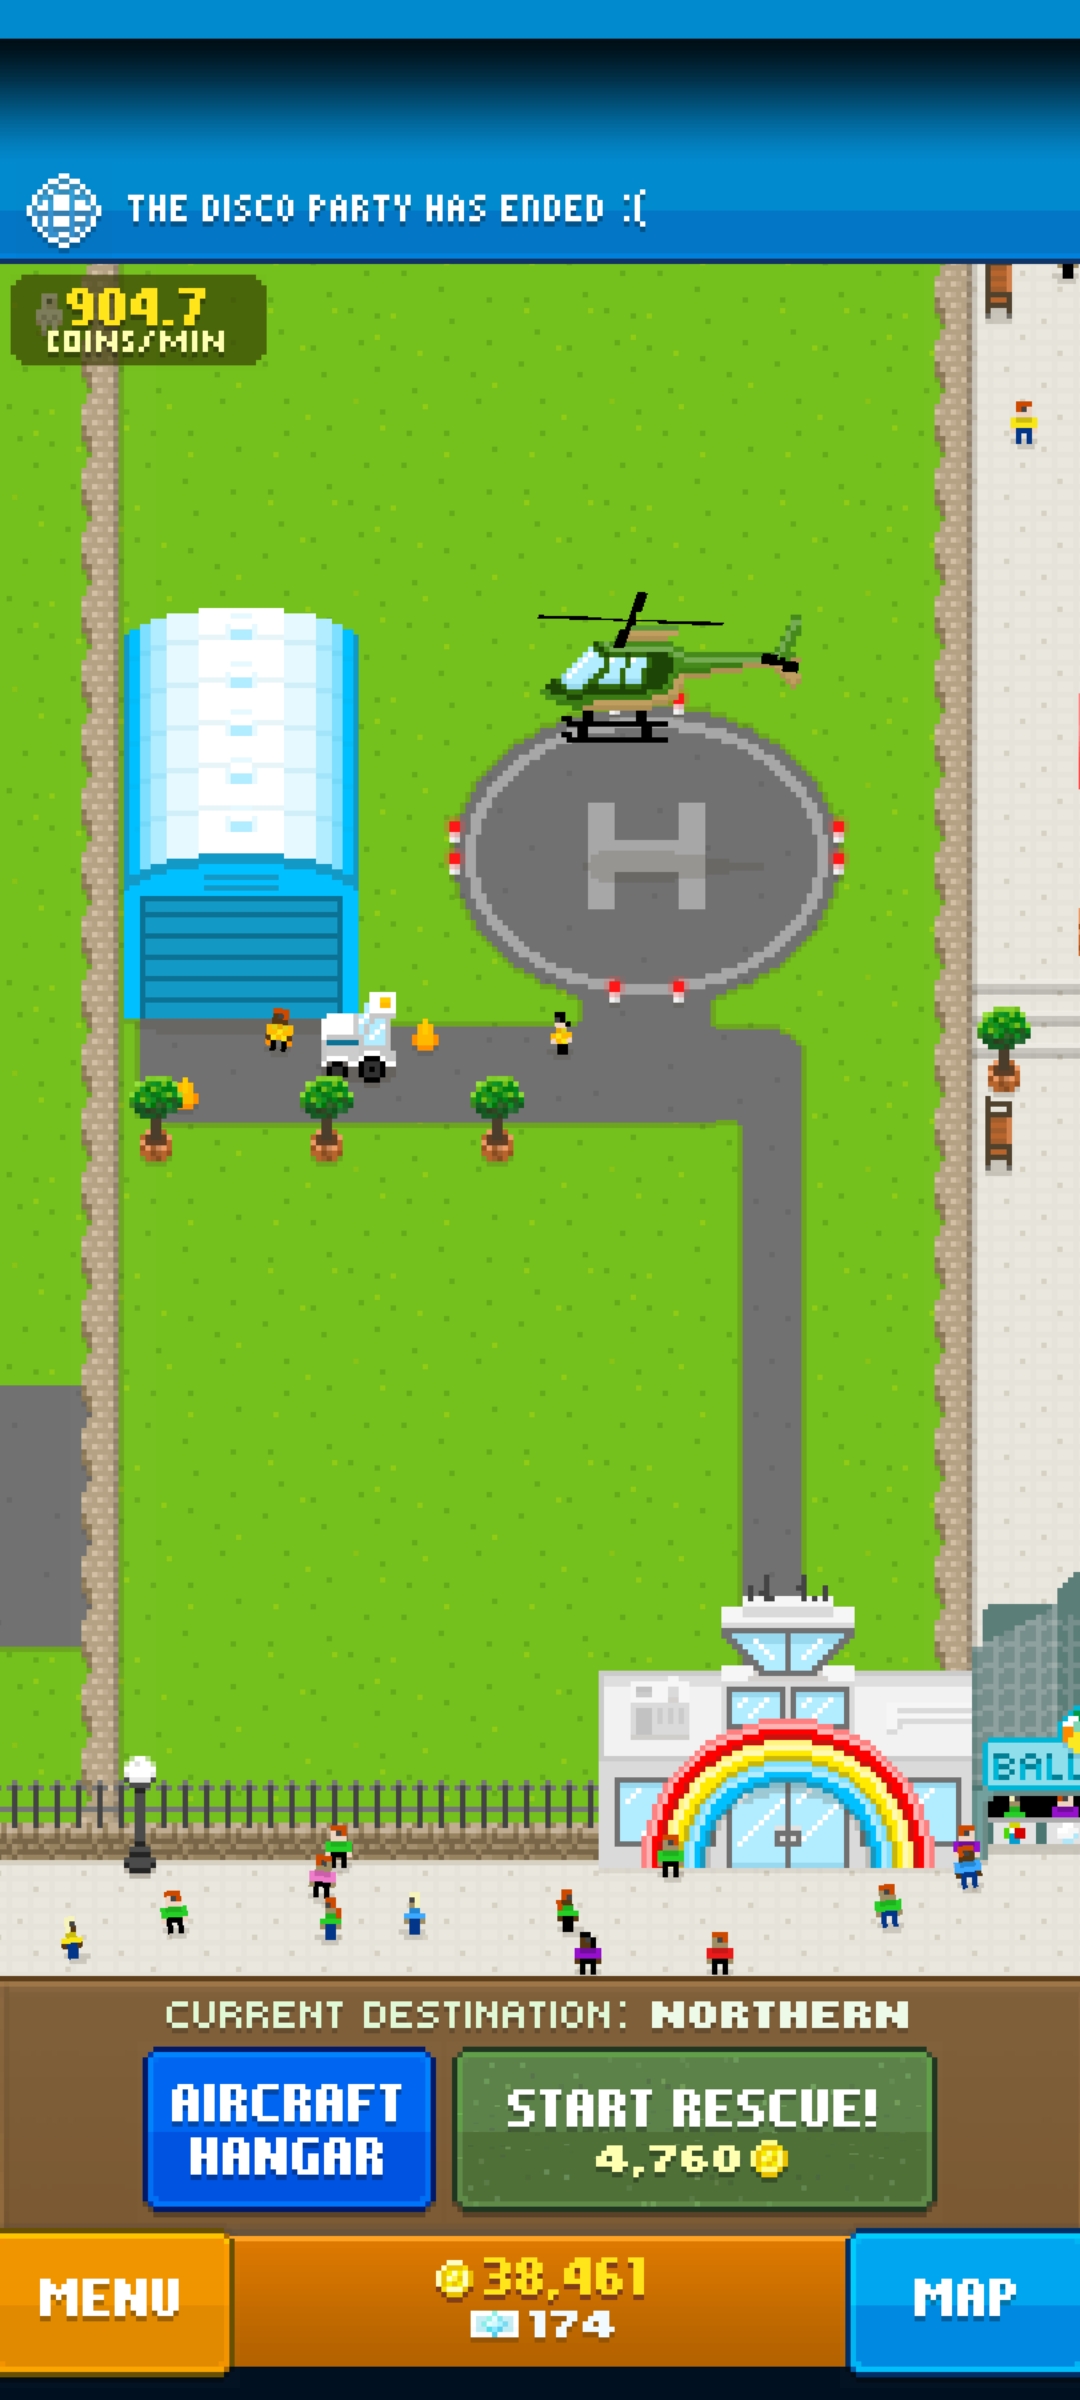 THE DISCO PARTY HAS ENDED :(
904.7
COINS/MIN
H
BALL
CURRENT DESTINATION: NORTHERN
AIRCRAFT
HANGAR
START RESCUE!
4,760
MENU
38,461
174
MAP